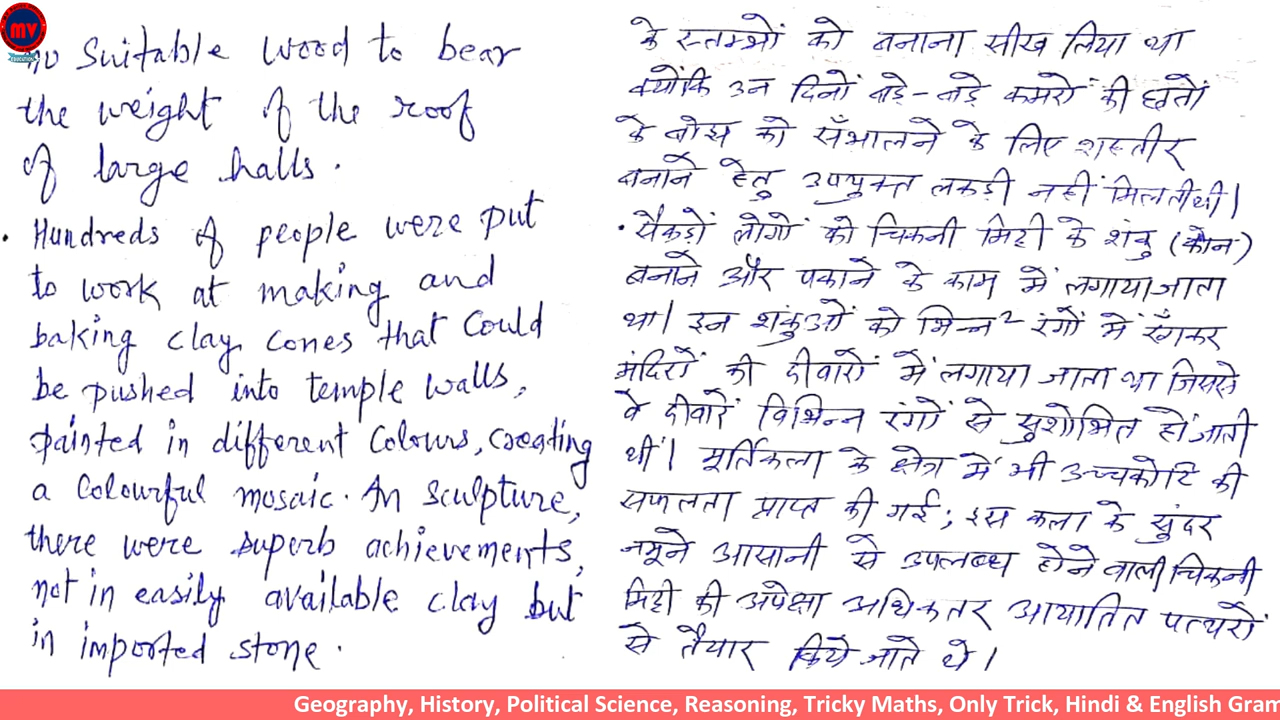 mv
EDUCATION
no suitable wood to bear
the weight of the roof
of large halls.
• Hundreds of people were put
to work at making and
baking clay cones that could
be pushed into temple walls,
painted in different colours, creating
a colourful mosaic. In sculpture,
there were superb achievements,
not in easily available clay but
in imported stone.
के स्तम्भों को बनाना सीख लिया था
क्योंकि उन दिनों बड़े-बड़े कमरों की छतों
के बोझ को सँभालने के लिए शहतीर
बनाने हेतु उपयुक्त लकड़ी नहीं मिलती थी।
• सैकड़ों लोगों को चिकनी मिट्टी के शंकु (कोन)
बनाने और पकाने के काम में लगाया जाता
था। इन शंकुओं को भिन्न२ रंगों में रँगकर
मंदिरों की दीवारों में लगाया जाता था जिससे
वे दीवारें विभिन्न रंगों से सुशोभित हो जाती
थीं। मूर्तिकला के क्षेत्र में भी उच्चकोटि की
सफलता प्राप्त की गई; इस कला के सुंदर
नमूने आसानी से उपलब्ध होने वाली चिकनी
मिट्टी की अपेक्षा अधिकतर आयातित पत्थरों
से तैयार किये जाते थे।
Geography, History, Political Science, Reasoning, Tricky Maths, Only Trick, Hindi & English Gram